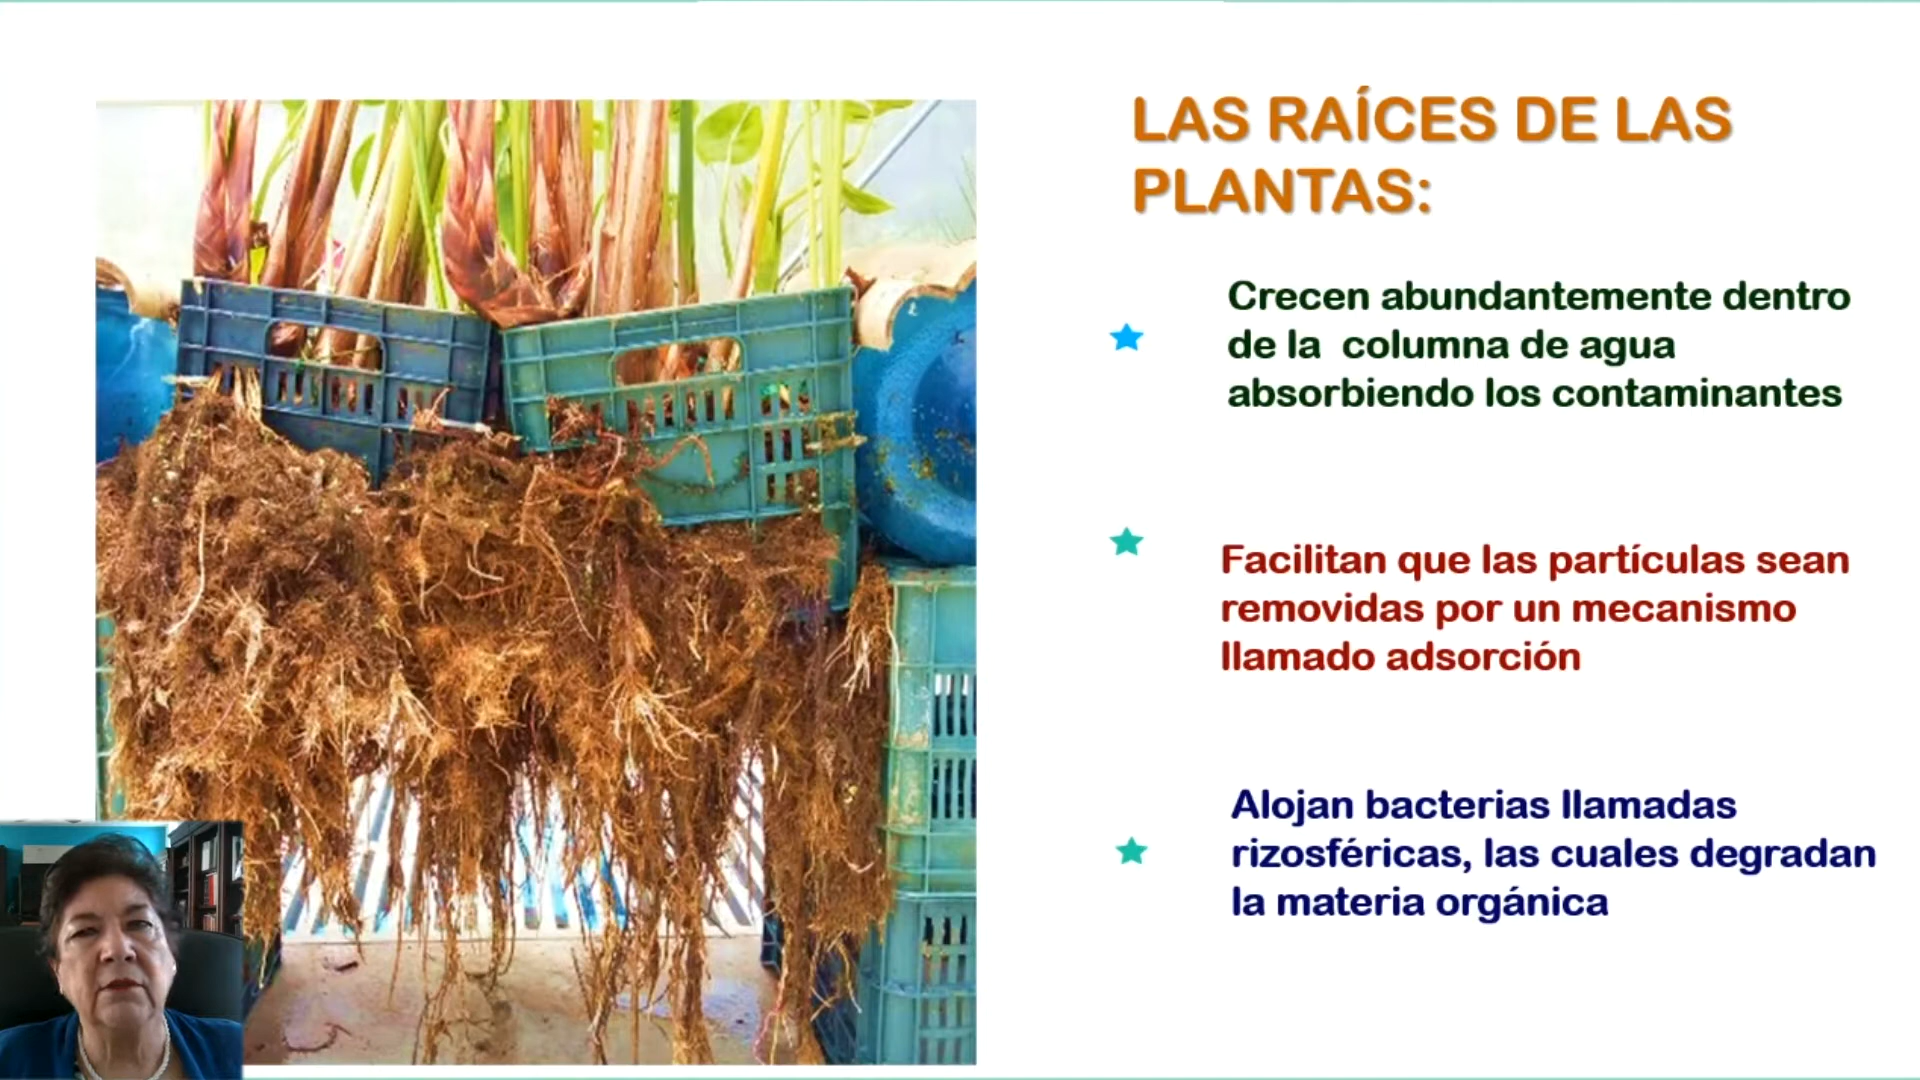 LAS RAÍCES DE LAS
PLANTAS:
Crecen abundantemente dentro
de la columna de agua
absorbiendo los contaminantes
Facilitan que las partículas sean
removidas por un mecanismo
llamado adsorción
Alojan bacterias llamadas
rizosféricas, las cuales degradan
la materia orgánica